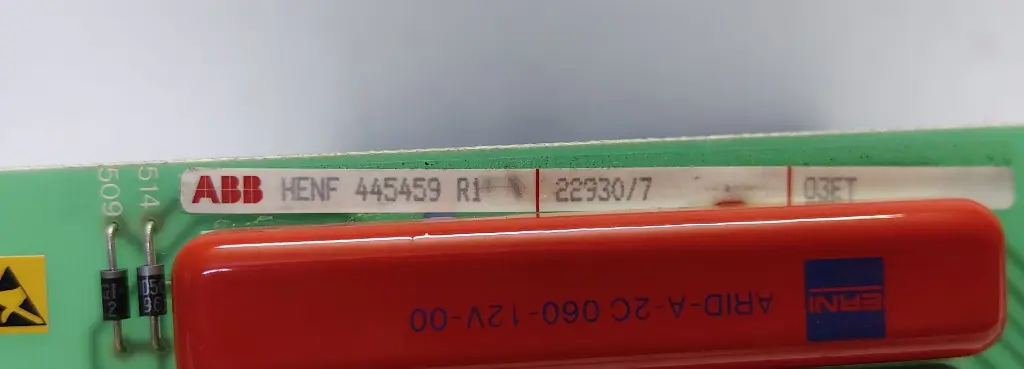 509
514
ABB HENF 445459 R1 22930/7 03ET
ERNI
ARID-A-2C 060-12V-00